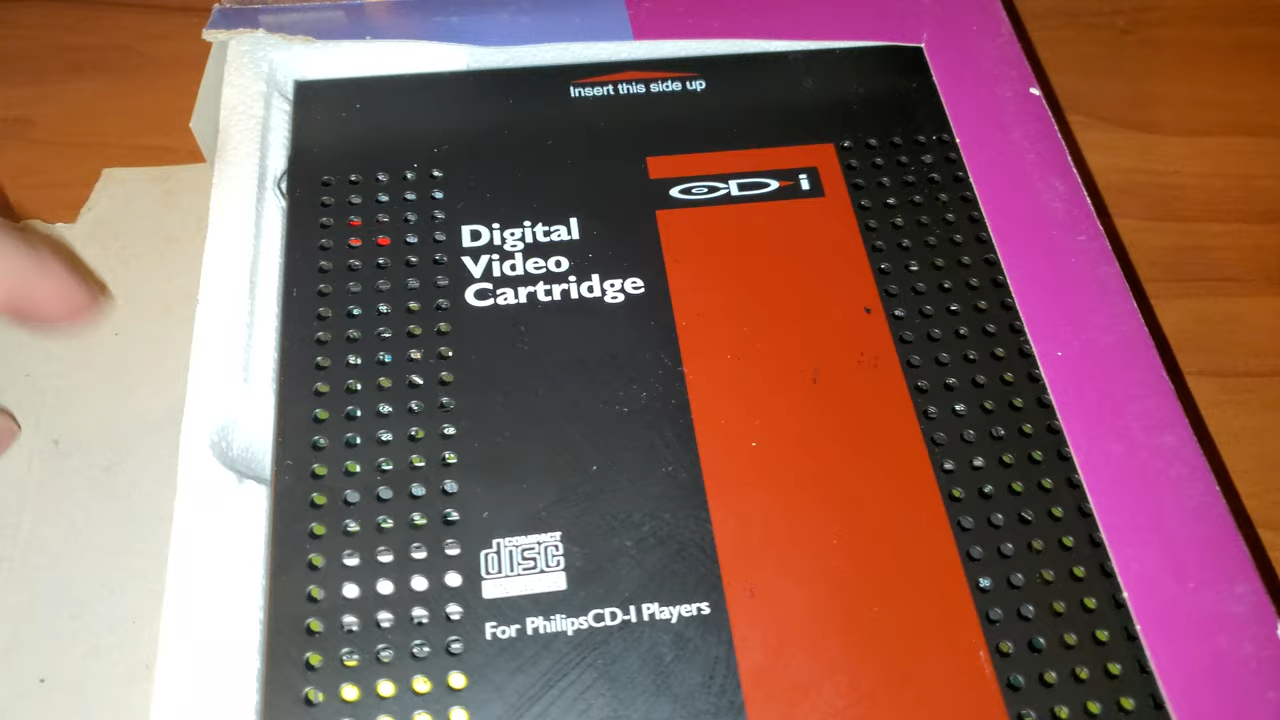 Insert this side up
CD-i
Digital
Video
Cartridge
COMPACT
disc
For PhilipsCD-I Players